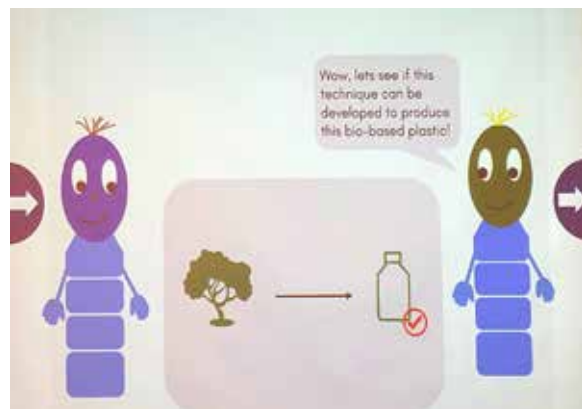 Wow, lets see if this
technique can be
developed to produce
this bio-based plastic!